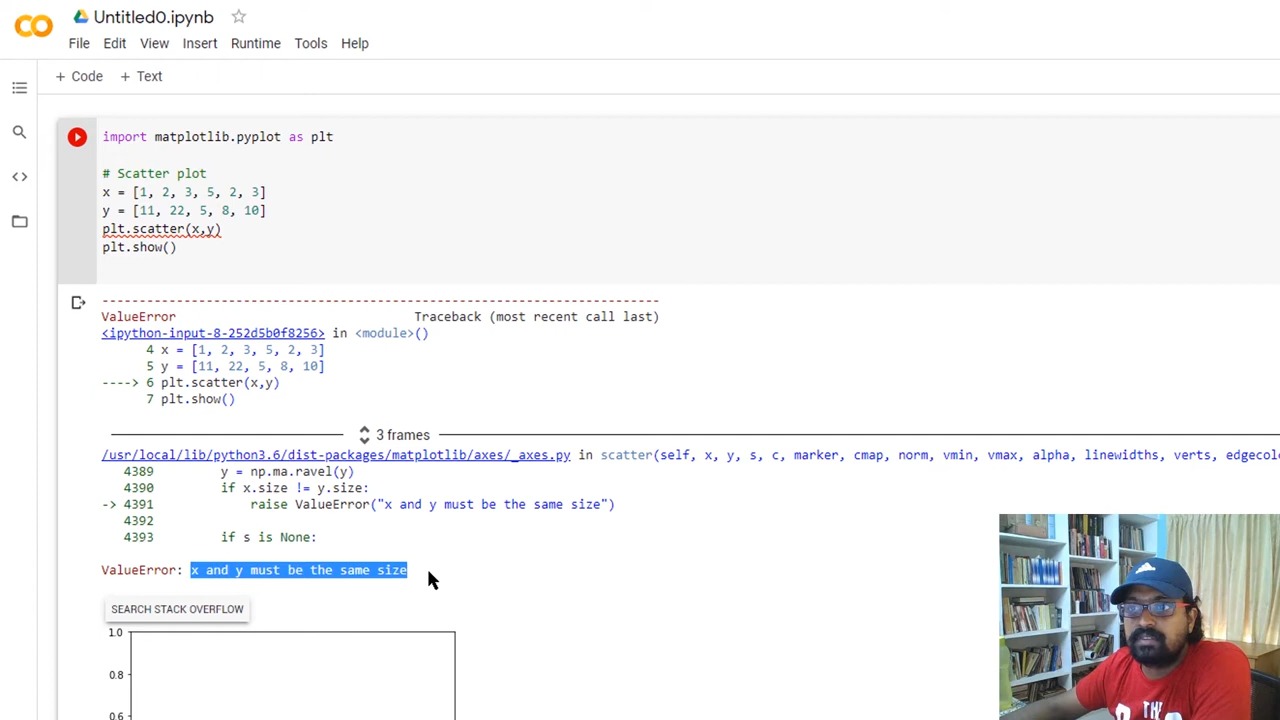 Untitled0.ipynb
File Edit View Insert Runtime Tools Help
+ Code + Text
import matplotlib.pyplot as plt
# Scatter plot
x = [1, 2, 3, 5, 2, 3]
y = [11, 22, 5, 8, 10]
plt.scatter(x,y)
plt.show()
---------------------------------------------------------------------------
ValueError Traceback (most recent call last)
<ipython-input-8-252d5b0f8256> in <module>()
4 x = [1, 2, 3, 5, 2, 3]
5 y = [11, 22, 5, 8, 10]
----> 6 plt.scatter(x,y)
7 plt.show()
3 frames
/usr/local/lib/python3.6/dist-packages/matplotlib/axes/_axes.py in scatter(self, x, y, s, c, marker, cmap, norm, vmin, vmax, alpha, linewidths, verts, edgecol
4389 y = np.ma.ravel(y)
4390 if x.size != y.size:
-> 4391 raise ValueError("x and y must be the same size")
4392
4393 if s is None:
ValueError: x and y must be the same size
SEARCH STACK OVERFLOW
1.0
0.8
0.6
THE